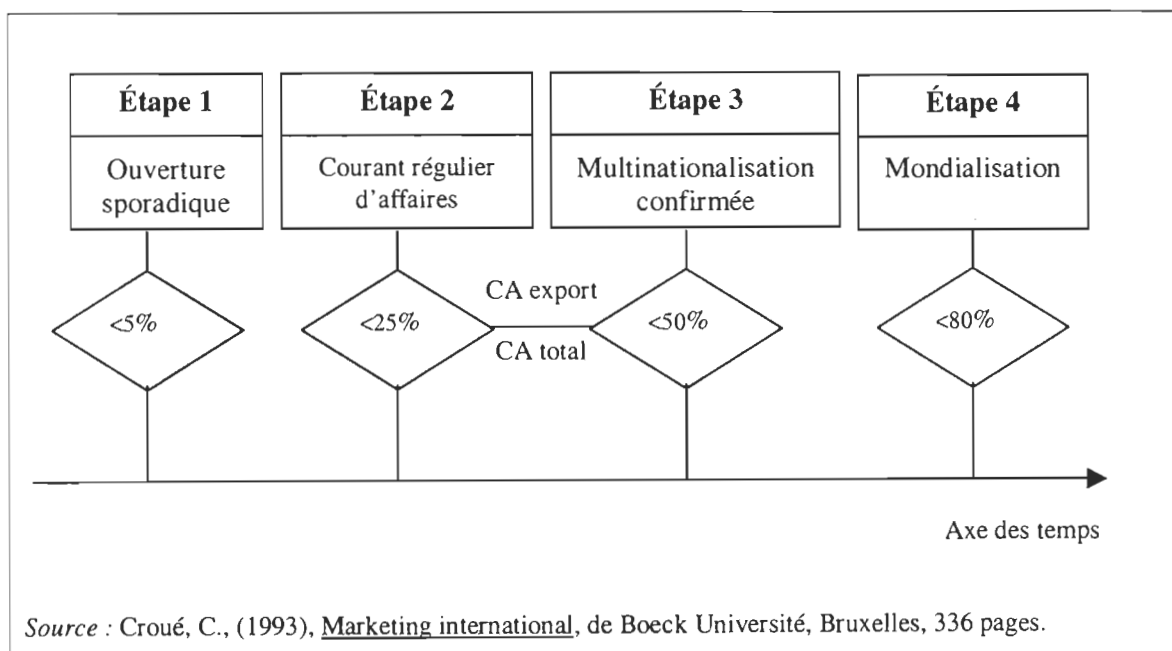 Étape 1
Étape 2
Étape 3
Étape 4
Ouverture
sporadique
Courant régulier
d'affaires
Multinationalisation
confirmée
Mondialisation
<5%
<25%
CA export
CA total
<50%
<80%
Axe des temps
Source : Croué, C., (1993), Marketing international, de Boeck Université, Bruxelles, 336 pages.